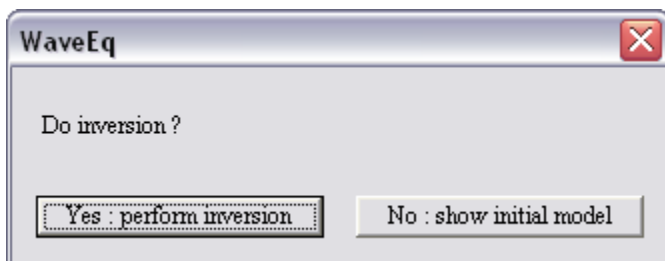 WaveEq
Do inversion ?
Yes : perform inversion
No : show initial model